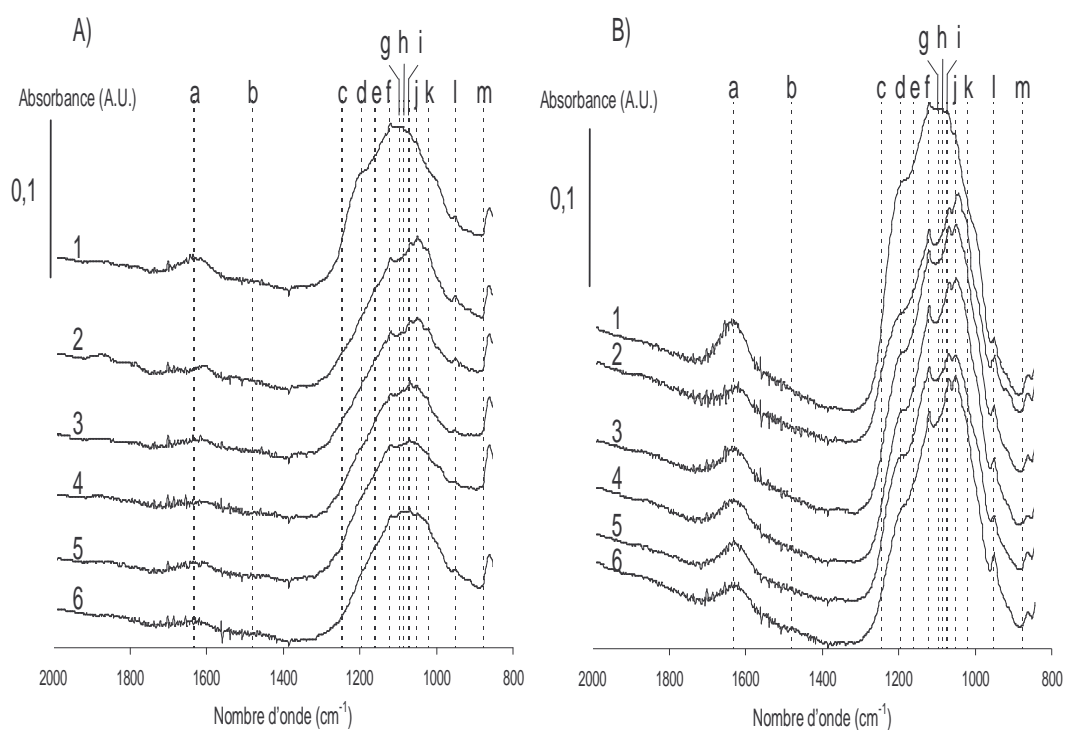 A)
g h i
Absorbance (A.U.)
a b c d e f j k l m
0,1
1
2
3
4
5
6
2000 1600 1400 1200 1000 800
Nombre d'onde (cm-1)
B)
g h i
Absorbance (A.U.)
a b c d e f j k l m
0,1
1
2
3
4
5
6
2000 1600 1400 1200 1000 800
Nombre d'onde (cm-1)